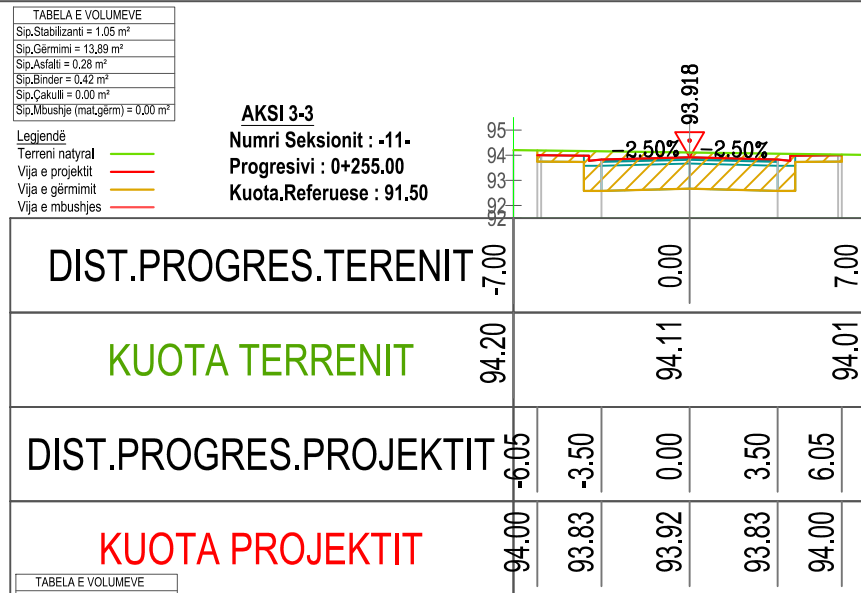 TABELA E VOLUMEVE
Sip.Stabilizanti = 1.05 m²
Sip.Gërmimi = 13.89 m²
Sip.Asfalti = 0.28 m²
Sip.Binder = 0.42 m²
Sip.Çakulli = 0.00 m²
Sip.Mbushje (mat.gërm) = 0.00 m²
Legjendë
Terreni natyral
Vija e projektit
Vija e gërmimit
Vija e mbushjes
AKSI 3-3
Numri Seksionit : -11-
Progresivi : 0+255.00
Kuota.Referuese : 91.50
93.918
-2.50% -2.50%
95
94
93
92
92
DIST.PROGRES.TERENIT -7.00 0.00 7.00
KUOTA TERRENIT 94.20 94.11 94.01
DIST.PROGRES.PROJEKTIT -6.05 -3.50 0.00 3.50 6.05
KUOTA PROJEKTIT 94.00 93.83 93.92 93.83 94.00
TABELA E VOLUMEVE